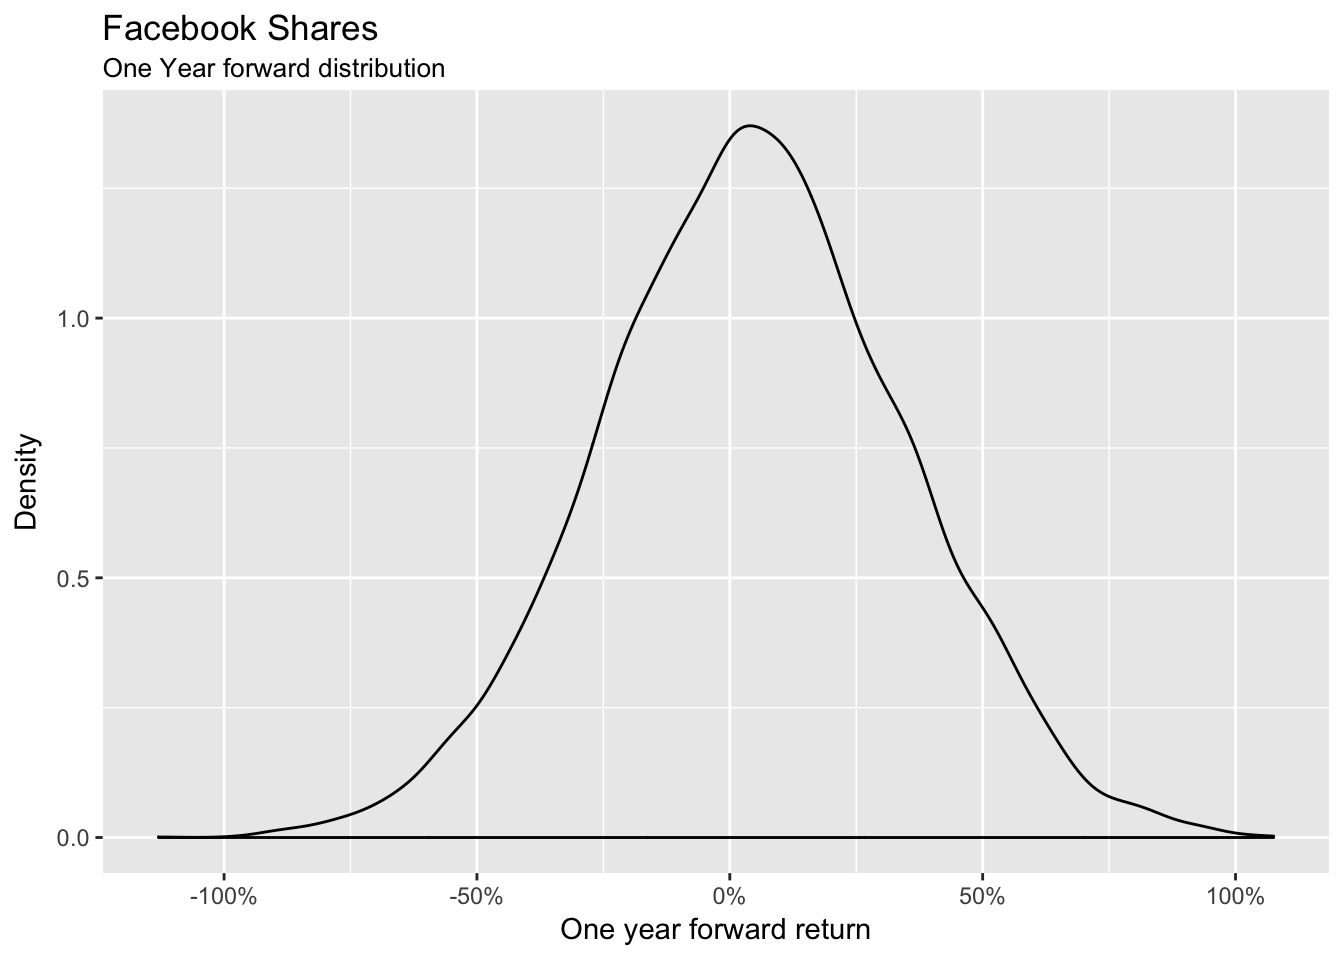 Facebook Shares
One Year forward distribution
Density
1.0
0.5
0.0
-100% -50% 0% 50% 100%
One year forward return